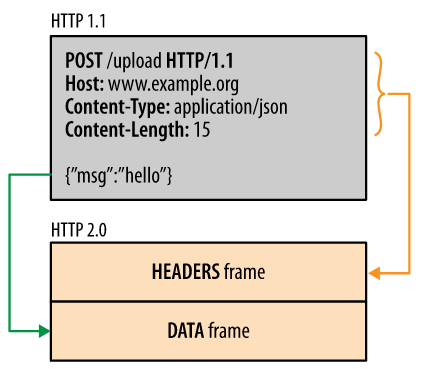 HTTP 1.1
POST /upload HTTP/1.1
Host: www.example.org
Content-Type: application/json
Content-Length: 15
{”msg”:”hello”}
HTTP 2.0
HEADERS frame
DATA frame